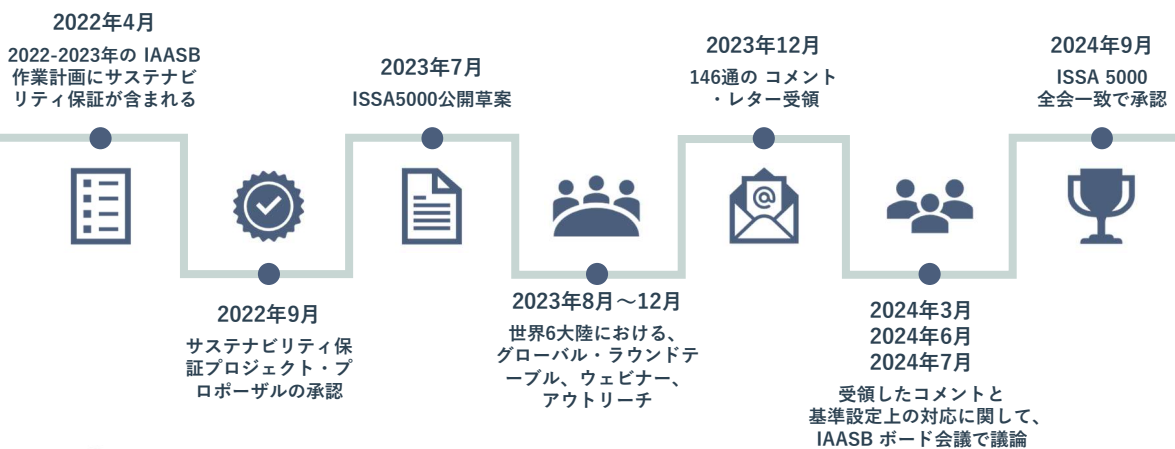 2022年4月
2022-2023年の IAASB
作業計画にサステナビ
リティ保証が含まれる
2022年9月
サステナビリティ保
証プロジェクト・プ
ロポーザルの承認
2023年7月
ISSA5000公開草案
2023年8月～12月
世界6大陸における、
グローバル・ラウンドテ
ーブル、ウェビナー、
アウトリーチ
2023年12月
146通の コメント
・レター受領
@
2024年3月
2024年6月
2024年7月
受領したコメントと
基準設定上の対応に関して、
IAASB ボード会議で議論
2024年9月
ISSA 5000
全会一致で承認